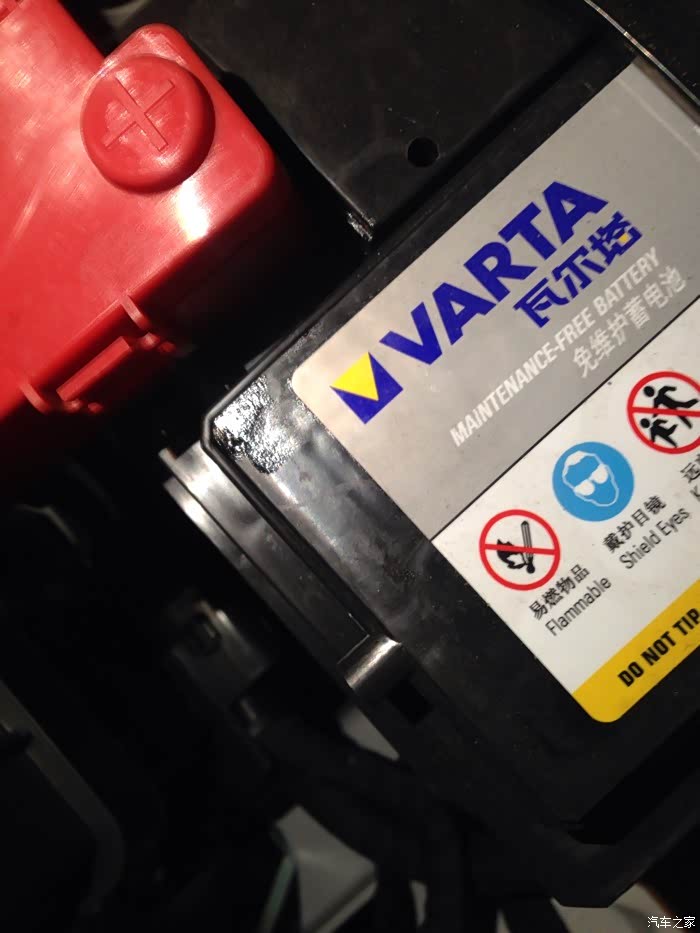 VARTA
瓦尔塔
MAINTENANCE-FREE BATTERY
免维护蓄电池
易燃物品
Flammable
戴护目镜
Shield Eyes
远
K
DO NOT TIP
汽车之家